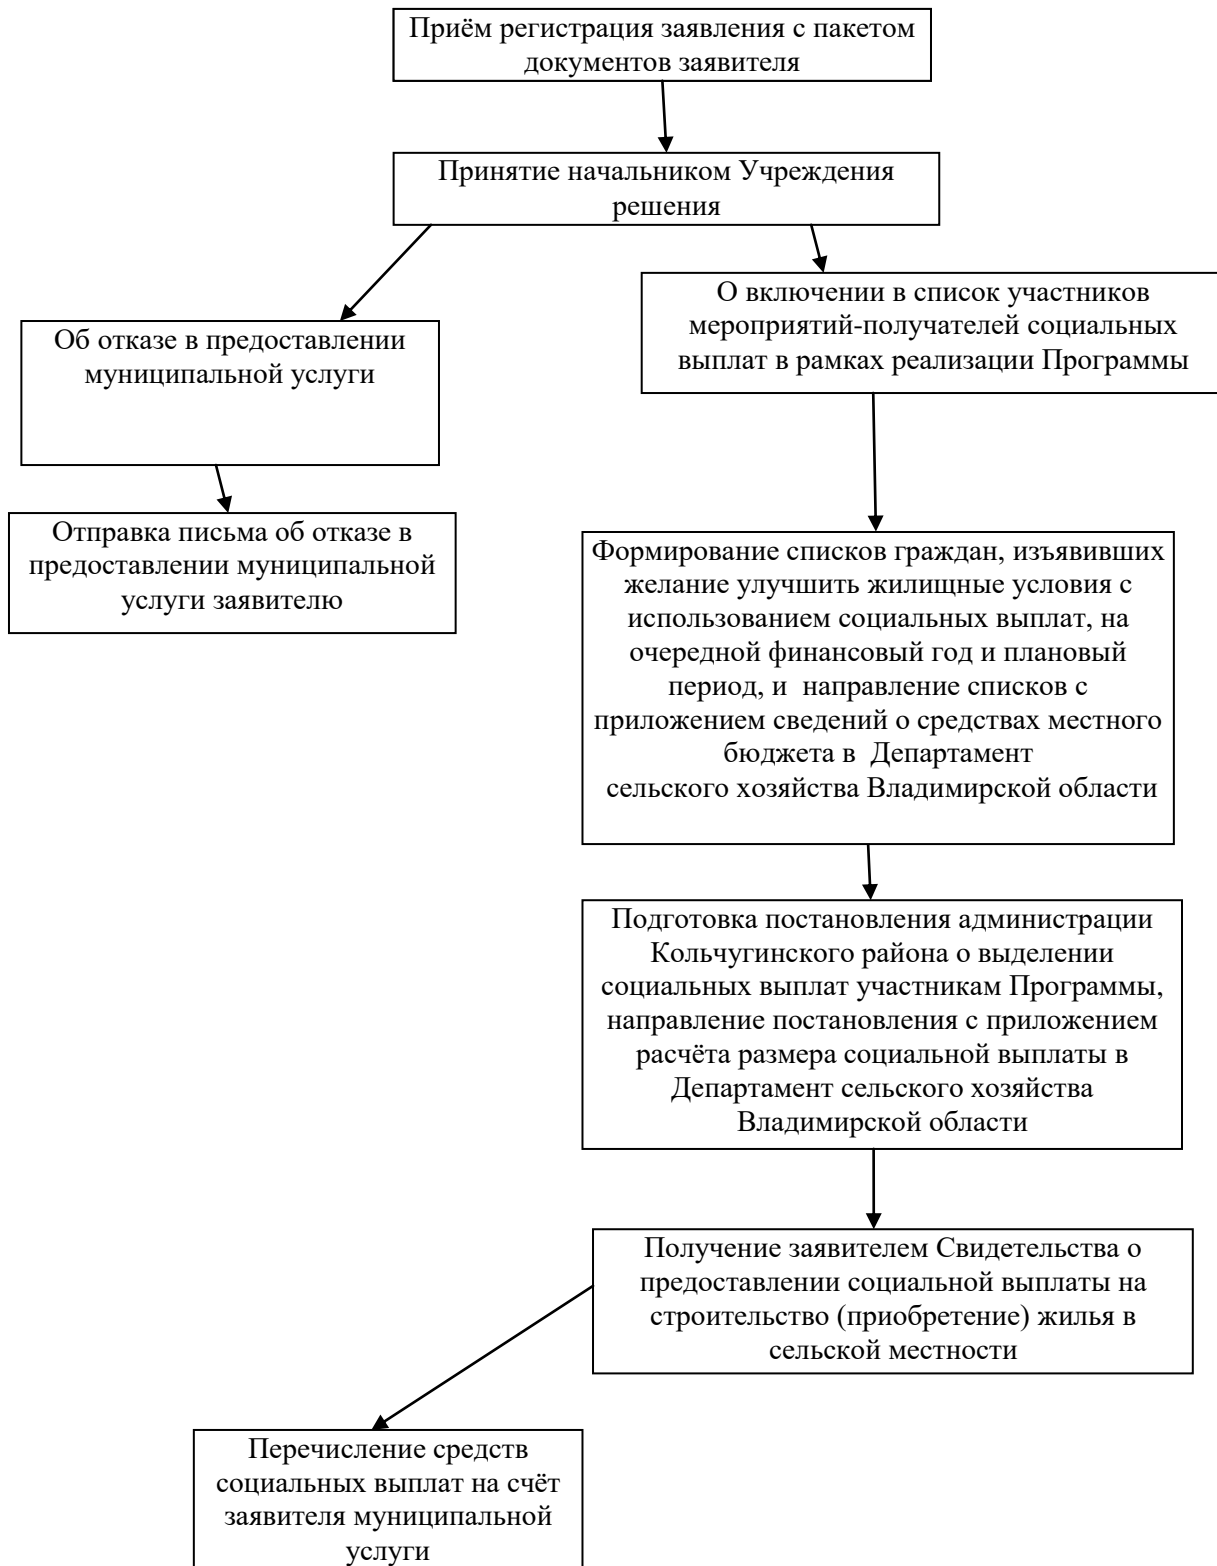 Приём регистрация заявления с пакетом
документов заявителя
Принятие начальником Учреждения
решения
Об отказе в предоставлении
муниципальной услуги
О включении в список участников
мероприятий-получателей социальных
выплат в рамках реализации Программы
Отправка письма об отказе в
предоставлении муниципальной
услуги заявителю
Формирование списков граждан, изъявивших
желание улучшить жилищные условия с
использованием социальных выплат, на
очередной финансовый год и плановый
период, и направление списков с
приложением сведений о средствах местного
бюджета в Департамент
сельского хозяйства Владимирской области
Подготовка постановления администрации
Кольчугинского района о выделении
социальных выплат участникам Программы,
направление постановления с приложением
расчёта размера социальной выплаты в
Департамент сельского хозяйства
Владимирской области
Получение заявителем Свидетельства о
предоставлении социальной выплаты на
строительство (приобретение) жилья в
сельской местности
Перечисление средств
социальных выплат на счёт
заявителя муниципальной
услуги